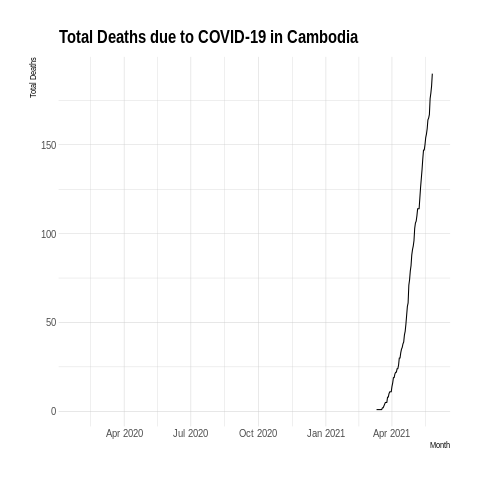 Total Deaths due to COVID-19 in Cambodia
Total Deaths
150
100
50
0
Apr 2020
Jul 2020
Oct 2020
Jan 2021
Apr 2021
Month